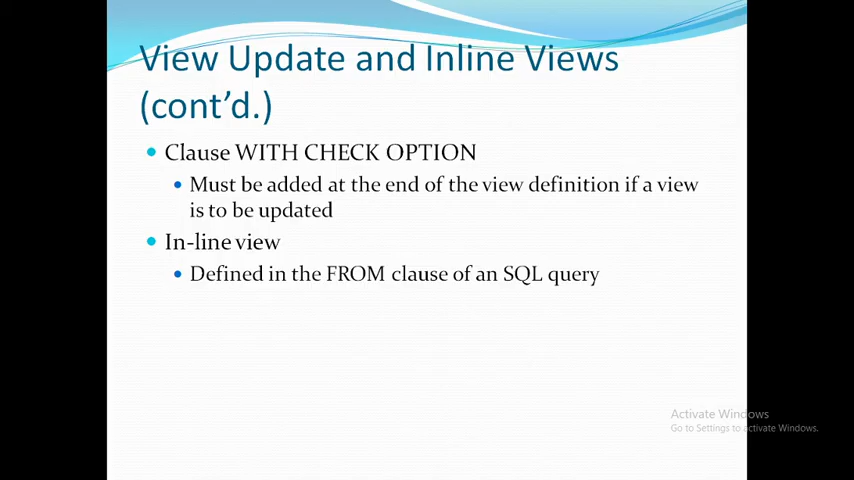 View Update and Inline Views
(cont'd.)
• Clause WITH CHECK OPTION
• Must be added at the end of the view definition if a view
is to be updated
• In-line view
• Defined in the FROM clause of an SQL query
Activate Windows
Go to Settings to activate Windows.